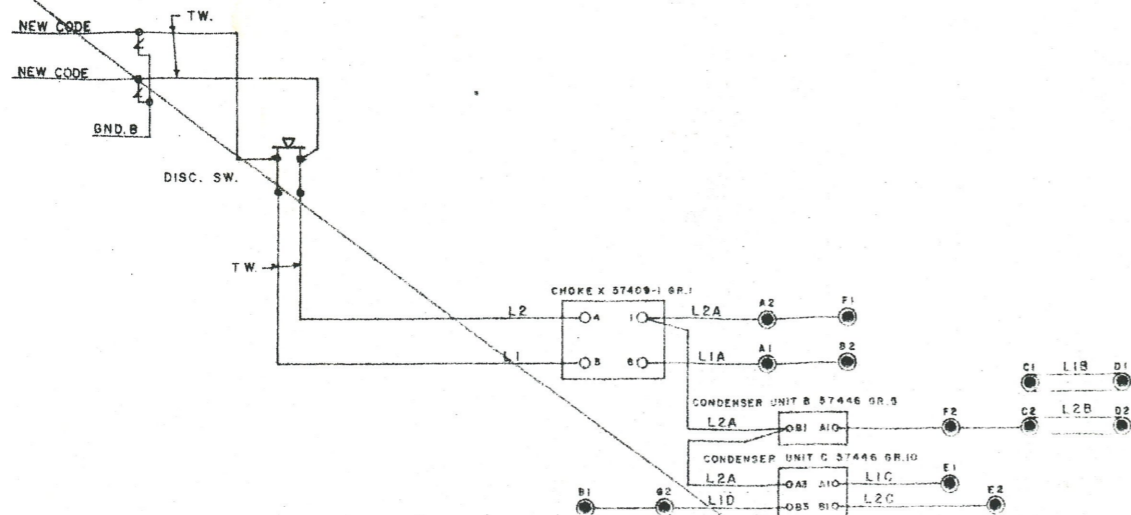 TW.
NEW CODE
NEW CODE
GND. B
DISC. SW.
TW.
CHOKE X 57409-1 GR.1
L2 4 1 L2A A2 F1
L1 5 6 L1A A1 B2
C1 L1B D1
CONDENSER UNIT B 57446 GR.9
L2A B1 A1 F2 C2 L2B D2
CONDENSER UNIT C 57446 GR.10
L2A A3 A1 L1C E1
B1 G2 L1D B3 B1 L2C E2